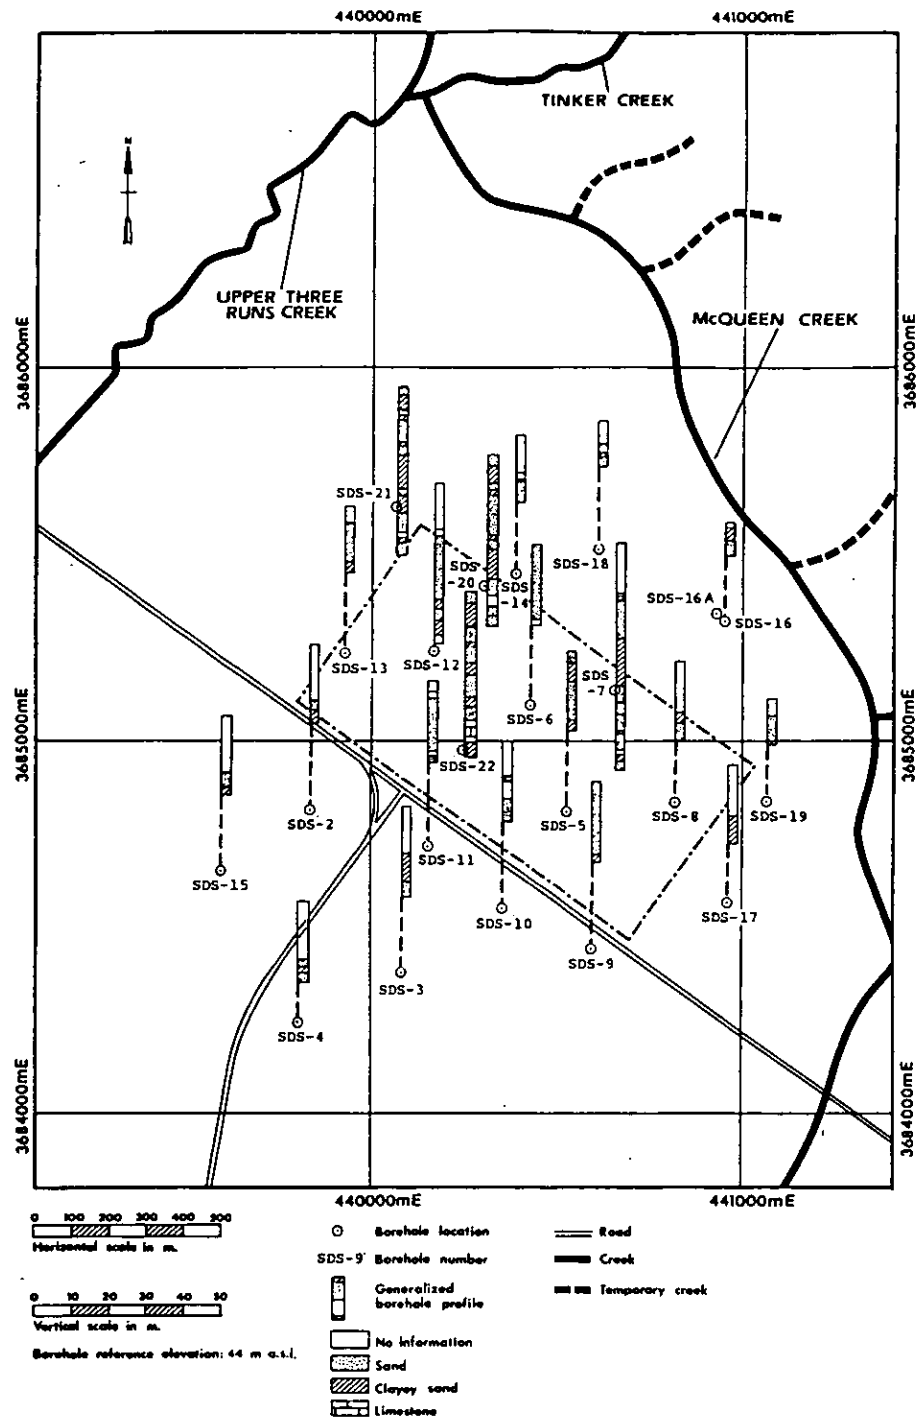 440000mE
441000mE
TINKER CREEK
N
UPPER THREE
RUNS CREEK
McQUEEN CREEK
3686000mE
3686000mE
SDS-21
SDS
-20
SDS
-14
SDS-18
SDS-16A
SDS-16
SDS-13
SDS-12
SDS
-7
SDS-6
3685000mE
3685000mE
SDS-22
SDS-2
SDS-5
SDS-8
SDS-19
SDS-11
SDS-15
SDS-10
SDS-17
SDS-9
SDS-3
SDS-4
3684000mE
3684000mE
440000mE
441000mE
0 100 200 300 400 500
Horizontal scale in m.
0 10 20 30 40 50
Vertical scale in m.
Borehole reference elevation: 44 m a.s.l.
Borehole location
SDS-9 Borehole number
Generalized
borehole profile
No information
Sand
Clayey sand
Limestone
Road
Creek
Temporary creek